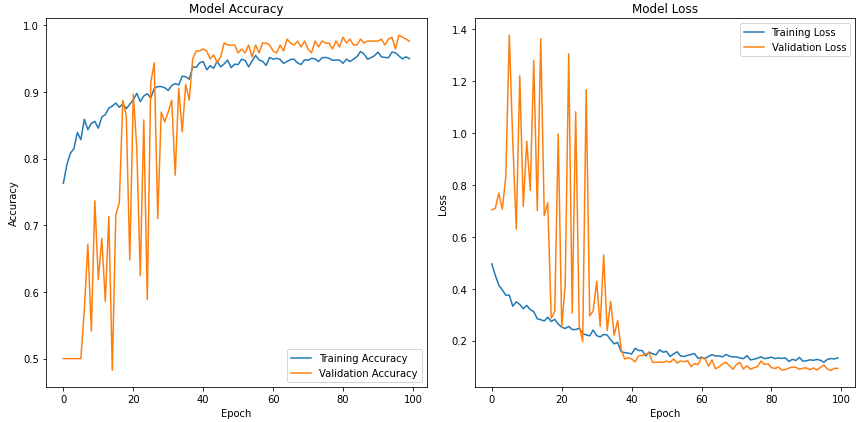 Model Accuracy
1.0
0.9
0.8
0.7
0.6
0.5
Accuracy
0
20
40
60
80
100
Epoch
Training Accuracy
Validation Accuracy
Model Loss
1.4
1.2
1.0
0.8
0.6
0.4
0.2
Loss
0
20
40
60
80
100
Epoch
Training Loss
Validation Loss